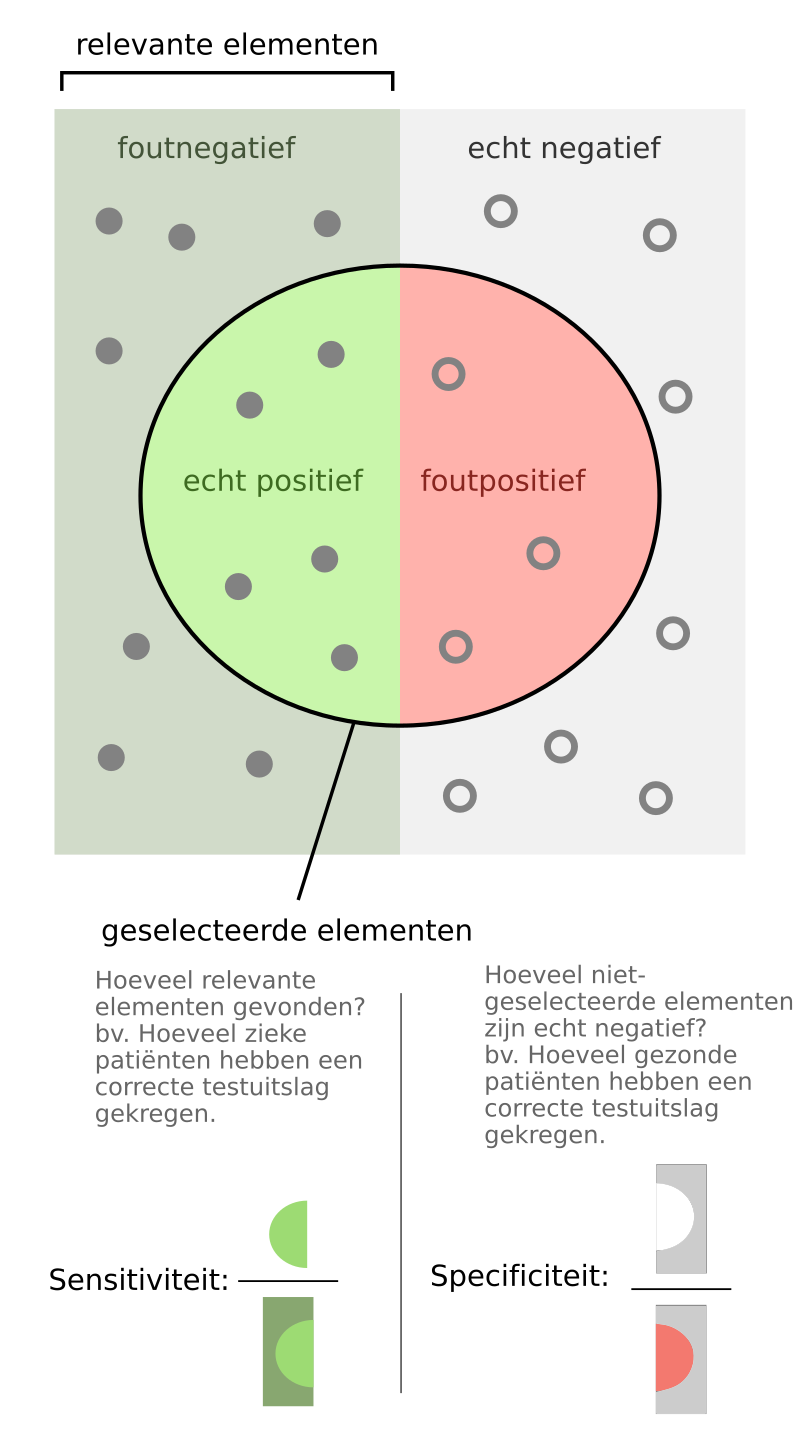 relevante elementen
foutnegatief
echt negatief
echt positief
foutpositief
geselecteerde elementen
Hoeveel relevante
elementen gevonden?
bv. Hoeveel zieke
patiënten hebben een
correcte testuitslag
gekregen.
Hoeveel niet-
geselecteerde elementen
zijn echt negatief?
bv. Hoeveel gezonde
patiënten hebben een
correcte testuitslag
gekregen.
Sensitiviteit:
Specificiteit: